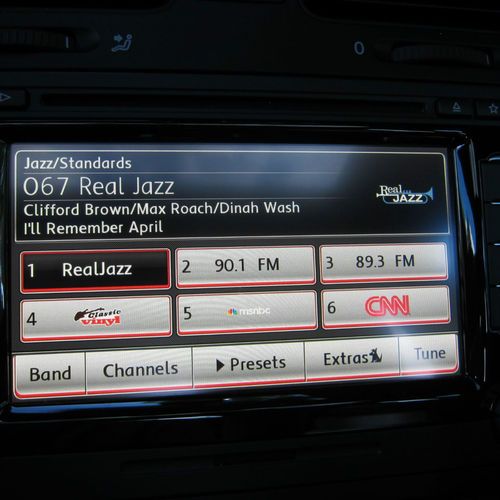 0
Jazz/Standards
067 Real Jazz
Clifford Brown/Max Roach/Dinah Wash
I'll Remember April
Real
JAZZ
1 RealJazz
2 90.1 FM
3 89.3 FM
4 Classic
vinyl
5 msnbc
6 CNN
Band
Channels
Presets
Extras
Tune